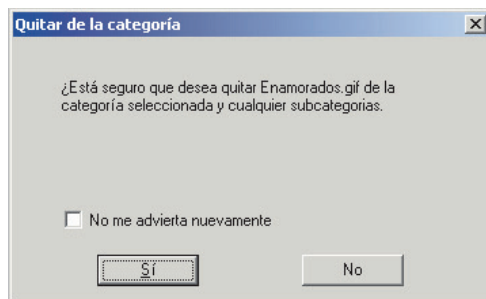 Quitar de la categoría
¿Está seguro que desea quitar Enamorados.gif de la
categoría seleccionada y cualquier subcategorias.
No me advierta nuevamente
Sí
No